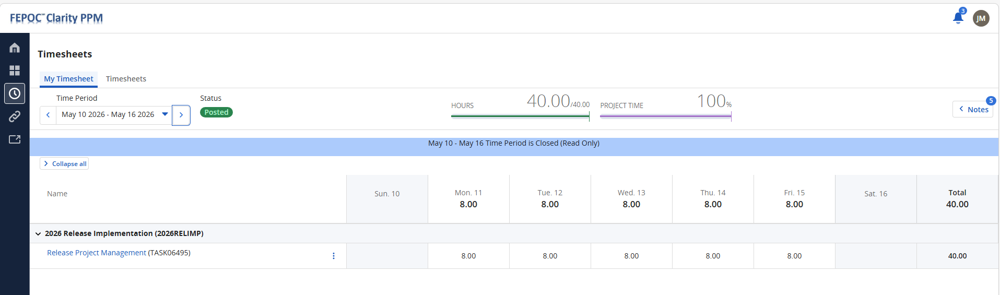 FEPOC™ Clarity PPM
3
JM
Timesheets
My Timesheet
Timesheets
Time Period
Status
May 10 2026 - May 16 2026
Posted
HOURS
40.00/40.00
PROJECT TIME
100%
5
Notes
May 10 - May 16 Time Period is Closed (Read Only)
Collapse all
Name
Sun. 10
Mon. 11
8.00
Tue. 12
8.00
Wed. 13
8.00
Thu. 14
8.00
Fri. 15
8.00
Sat. 16
Total
40.00
2026 Release Implementation (2026RELIMP)
Release Project Management (TASK06495)
8.00
8.00
8.00
8.00
8.00
40.00